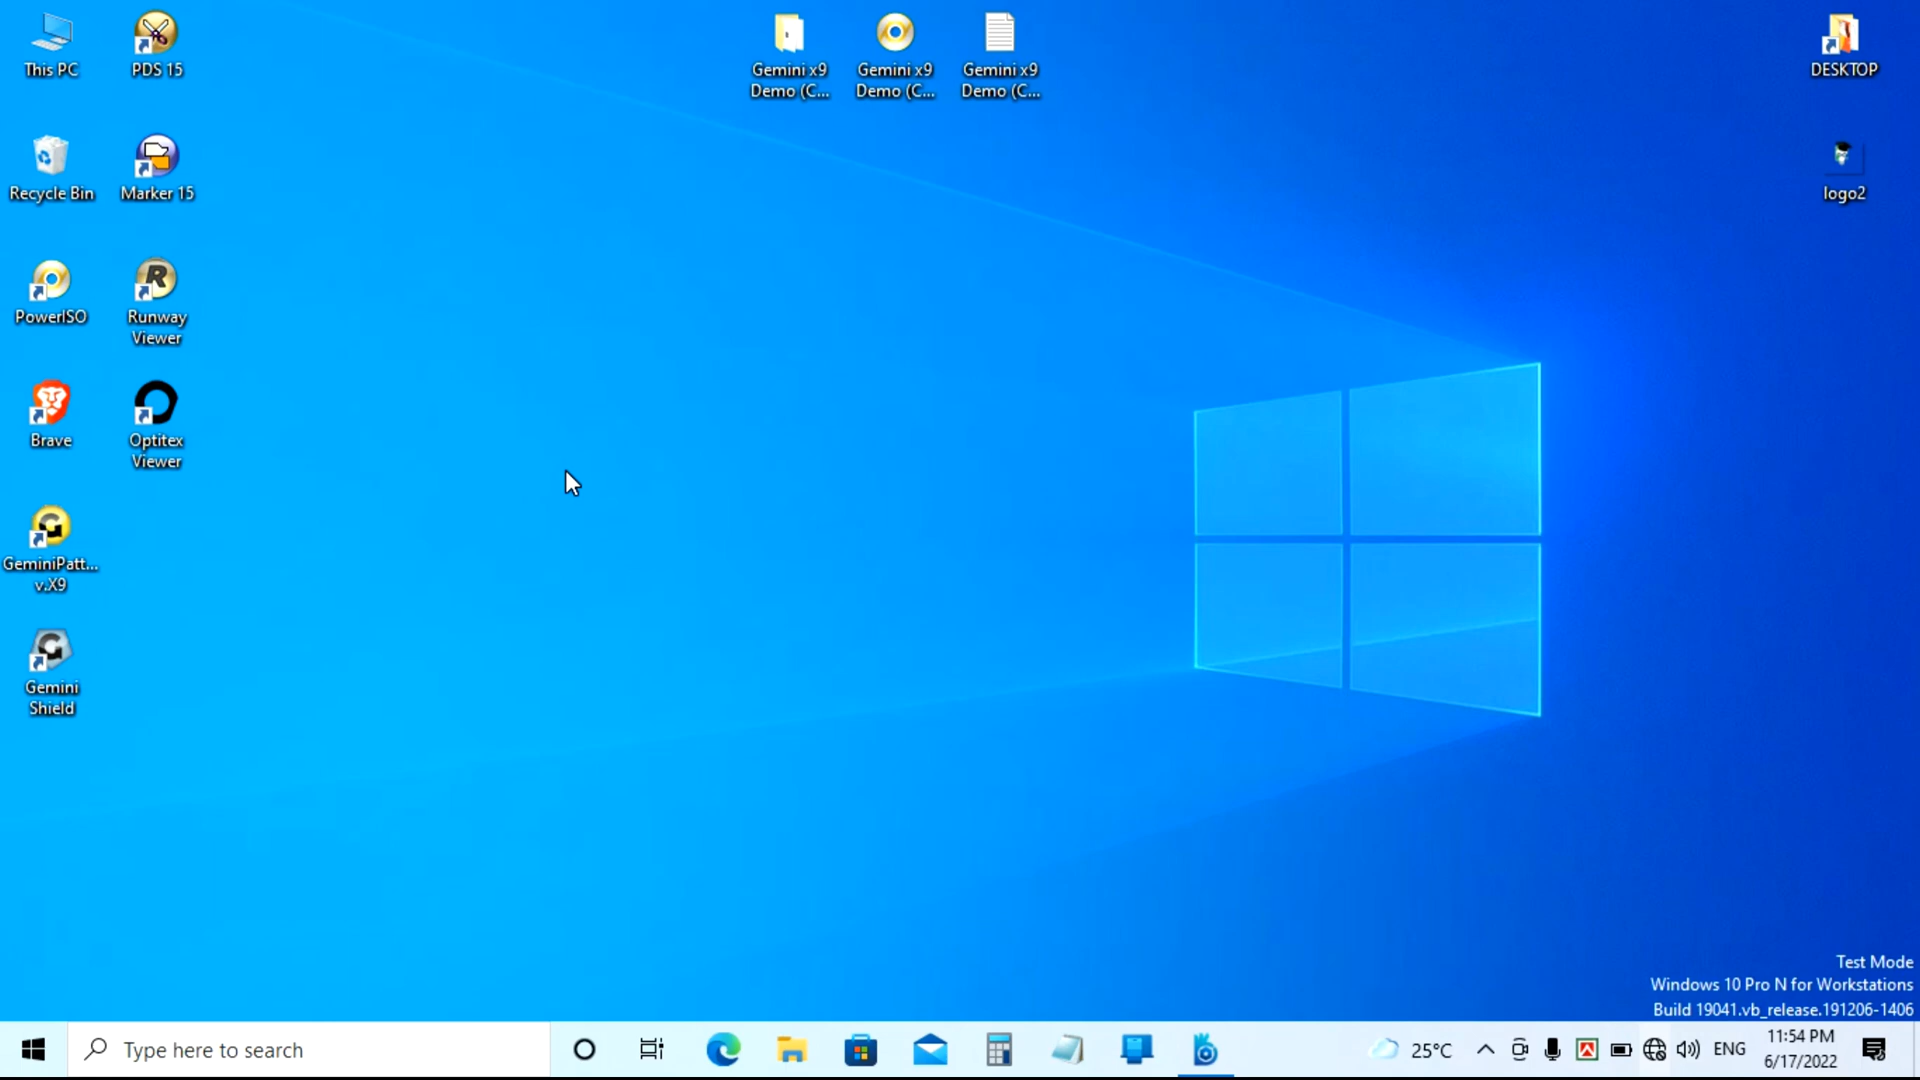 This PC
PDS 15
Gemini x9
Demo (C...
Gemini x9
Demo (C...
Gemini x9
Demo (C...
DESKTOP
Recycle Bin
Marker 15
logo2
PowerISO
Runway
Viewer
Brave
Optitex
Viewer
GeminiPatt...
v.X9
Gemini
Shield
Test Mode
Windows 10 Pro N for Workstations
Build 19041.vb_release.191206-1406
Type here to search
25°C
ENG
11:54 PM
6/17/2022